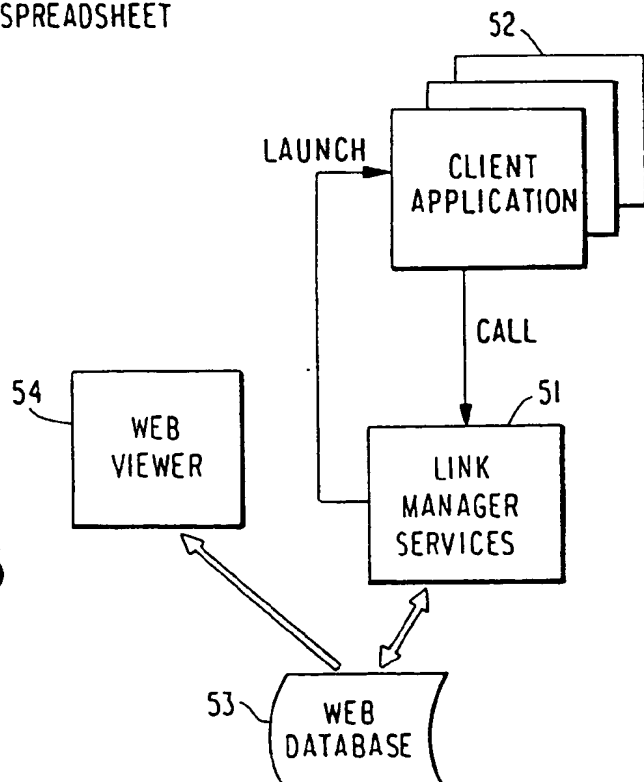 SPREADSHEET
52
LAUNCH
CLIENT
APPLICATION
CALL
54
51
WEB
VIEWER
LINK
MANAGER
SERVICES
53
WEB
DATABASE